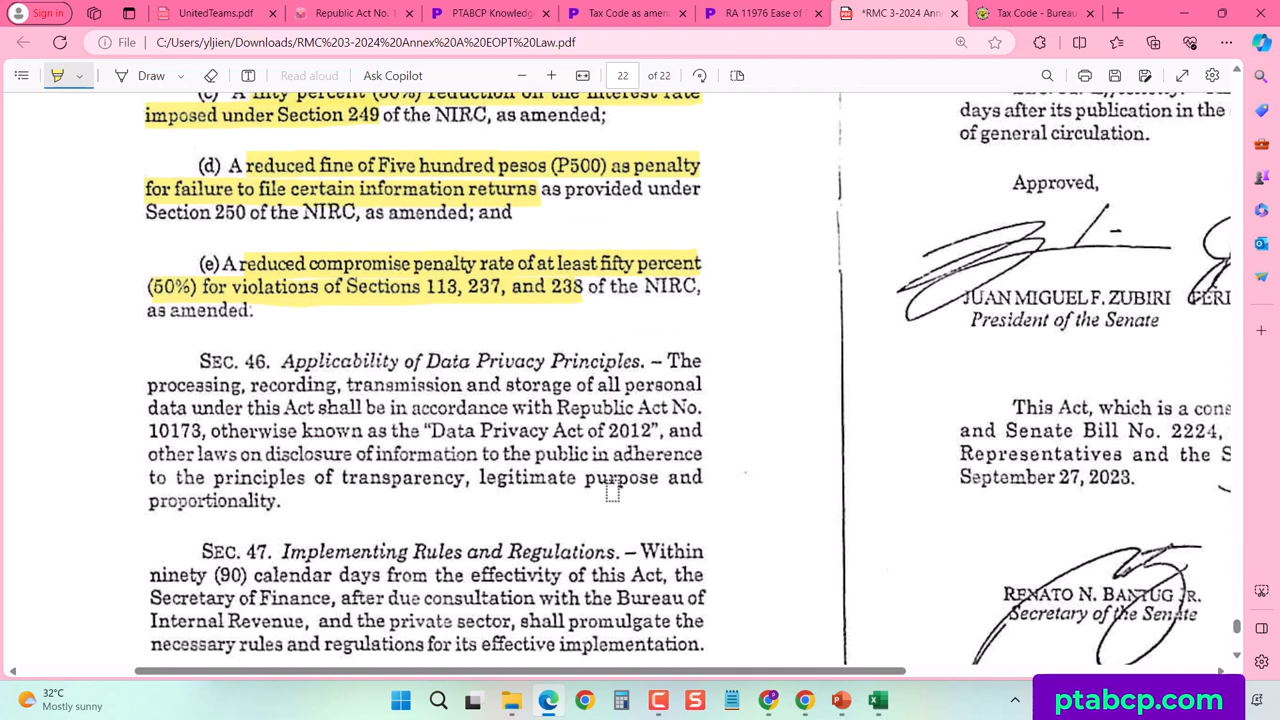 Sign in
UnitedTeams.pdf
Republic Act No. 1
PTABCP Knowledg
Tax Code as amen
RA 11976 Ease of
*RMC 3-2024 Ann
Tax Code - Bureau
File
C:/Users/yljien/Downloads/RMC%203-2024%20Annex%20A%20EOPT%20Law.pdf
Draw
Read aloud
Ask Copilot
22
of 22
(c) A fifty percent (50%) reduction on the interest rate
imposed under Section 249 of the NIRC, as amended;
(d) A reduced fine of Five hundred pesos (P500) as penalty
for failure to file certain information returns as provided under
Section 250 of the NIRC, as amended; and
(e) A reduced compromise penalty rate of at least fifty percent
(50%) for violations of Sections 113, 237, and 238 of the NIRC,
as amended.
SEC. 46. Applicability of Data Privacy Principles. – The
processing, recording, transmission and storage of all personal
data under this Act shall be in accordance with Republic Act No.
10173, otherwise known as the “Data Privacy Act of 2012”, and
other laws on disclosure of information to the public in adherence
to the principles of transparency, legitimate purpose and
proportionality.
SEC. 47. Implementing Rules and Regulations. – Within
ninety (90) calendar days from the effectivity of this Act, the
Secretary of Finance, after due consultation with the Bureau of
Internal Revenue, and the private sector, shall promulgate the
necessary rules and regulations for its effective implementation.
days after its publication in the
of general circulation.
Approved,
JUAN MIGUEL F. ZUBIRI
President of the Senate
FERI
This Act, which is a cons
and Senate Bill No. 2224,
Representatives and the S
September 27, 2023.
RENATO N. BANTUG JR.
Secretary of the Senate
32°C
Mostly sunny
ptabcp.com